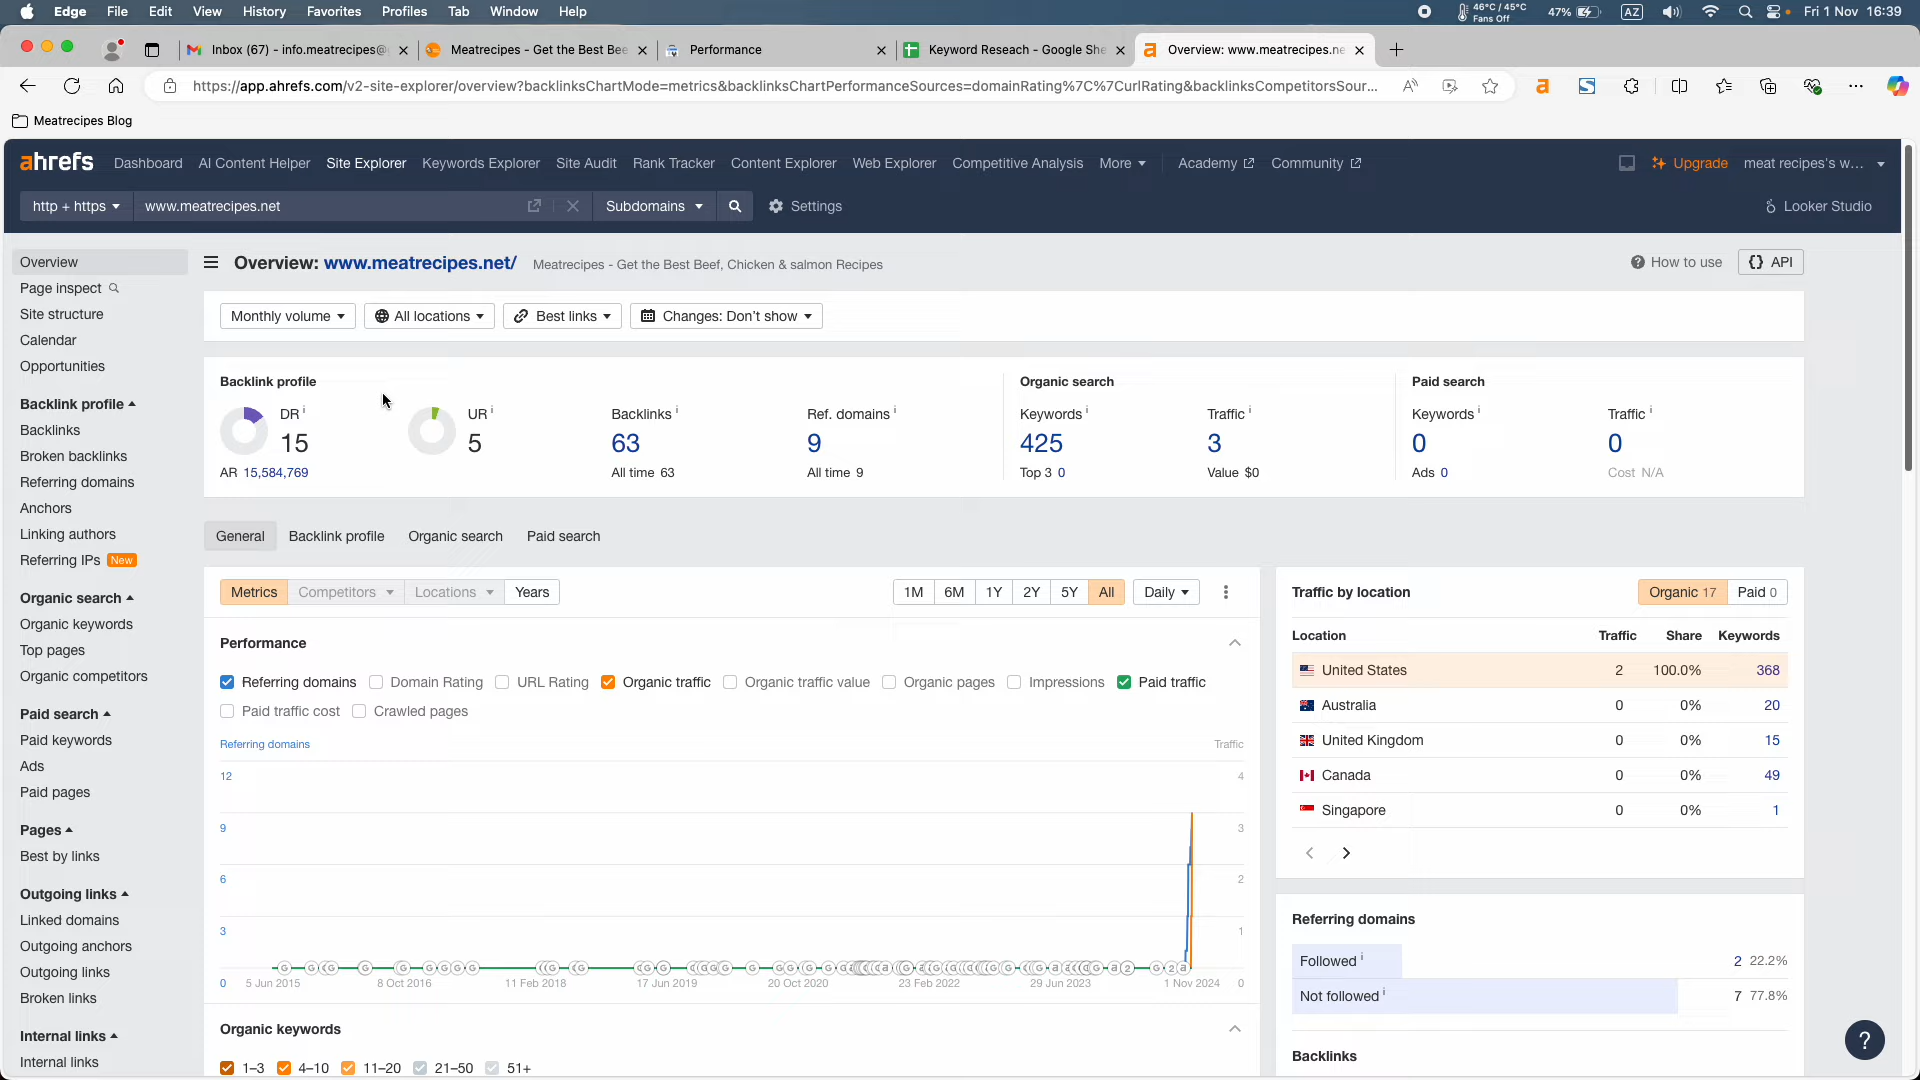 Edge File Edit View History Favorites Profiles Tab Window Help
46°C / 45°C
Fans Off
47% AZ Fri 1 Nov 16:39
Inbox (67) - info.meatrecipes@
Meatrecipes - Get the Best Bee
Performance
Keyword Reseach - Google She
Overview: www.meatrecipes.ne
https://app.ahrefs.com/v2-site-explorer/overview?backlinksChartMode=metrics&backlinksChartPerformanceSources=domainRating%7C%7CurlRating&backlinksCompetitorsSour...
Meatrecipes Blog
ahrefs Dashboard AI Content Helper Site Explorer Keywords Explorer Site Audit Rank Tracker Content Explorer Web Explorer Competitive Analysis More Academy Community Upgrade meat recipes's w...
http + https www.meatrecipes.net Subdomains Settings Looker Studio
Overview
Page inspect
Site structure
Calendar
Opportunities
Backlink profile
Backlinks
Broken backlinks
Referring domains
Anchors
Linking authors
Referring IPs New
Organic search
Organic keywords
Top pages
Organic competitors
Paid search
Paid keywords
Ads
Paid pages
Pages
Best by links
Outgoing links
Linked domains
Outgoing anchors
Outgoing links
Broken links
Internal links
Internal links
Overview: www.meatrecipes.net/ Meatrecipes - Get the Best Beef, Chicken & salmon Recipes
How to use {} API
Monthly volume All locations Best links Changes: Don't show
Backlink profile
DR i
15
AR 15,584,769
UR i
5
Backlinks i
63
All time 63
Ref. domains i
9
All time 9
Organic search
Keywords i
425
Top 3 0
Traffic i
3
Value $0
Paid search
Keywords i
0
Ads 0
Traffic i
0
Cost N/A
General Backlink profile Organic search Paid search
Metrics Competitors Locations Years
1M 6M 1Y 2Y 5Y All Daily
Performance
Referring domains Domain Rating URL Rating Organic traffic Organic traffic value Organic pages Impressions Paid traffic
Paid traffic cost Crawled pages
Referring domains Traffic
12 4
9 3
6 2
3 1
0 5 Jun 2015 8 Oct 2016 11 Feb 2018 17 Jun 2019 20 Oct 2020 23 Feb 2022 29 Jun 2023 1 Nov 2024 0
Organic keywords
1–3 4–10 11–20 21–50 51+
Traffic by location Organic 17 Paid 0
Location Traffic Share Keywords
United States 2 100.0% 368
Australia 0 0% 20
United Kingdom 0 0% 15
Canada 0 0% 49
Singapore 0 0% 1
Referring domains
Followed i 2 22.2%
Not followed i 7 77.8%
Backlinks
?